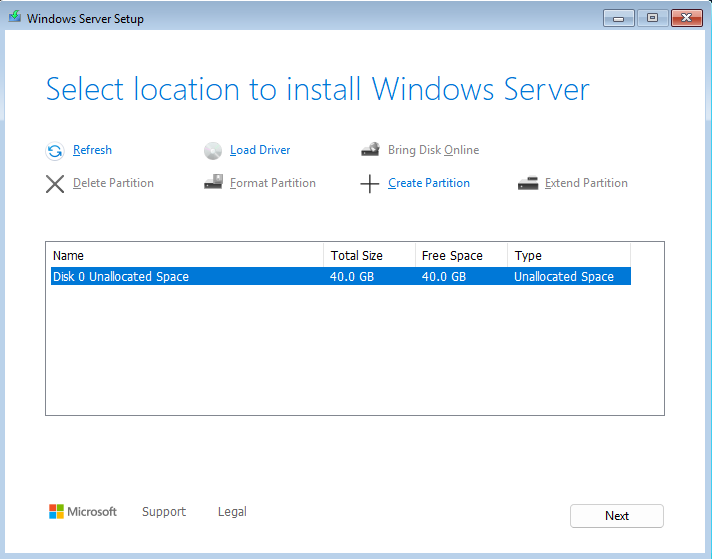 Windows Server Setup
Select location to install Windows Server
Refresh Load Driver Bring Disk Online
Delete Partition Format Partition Create Partition Extend Partition
Name Total Size Free Space Type
Disk 0 Unallocated Space 40.0 GB 40.0 GB Unallocated Space
Microsoft Support Legal Next